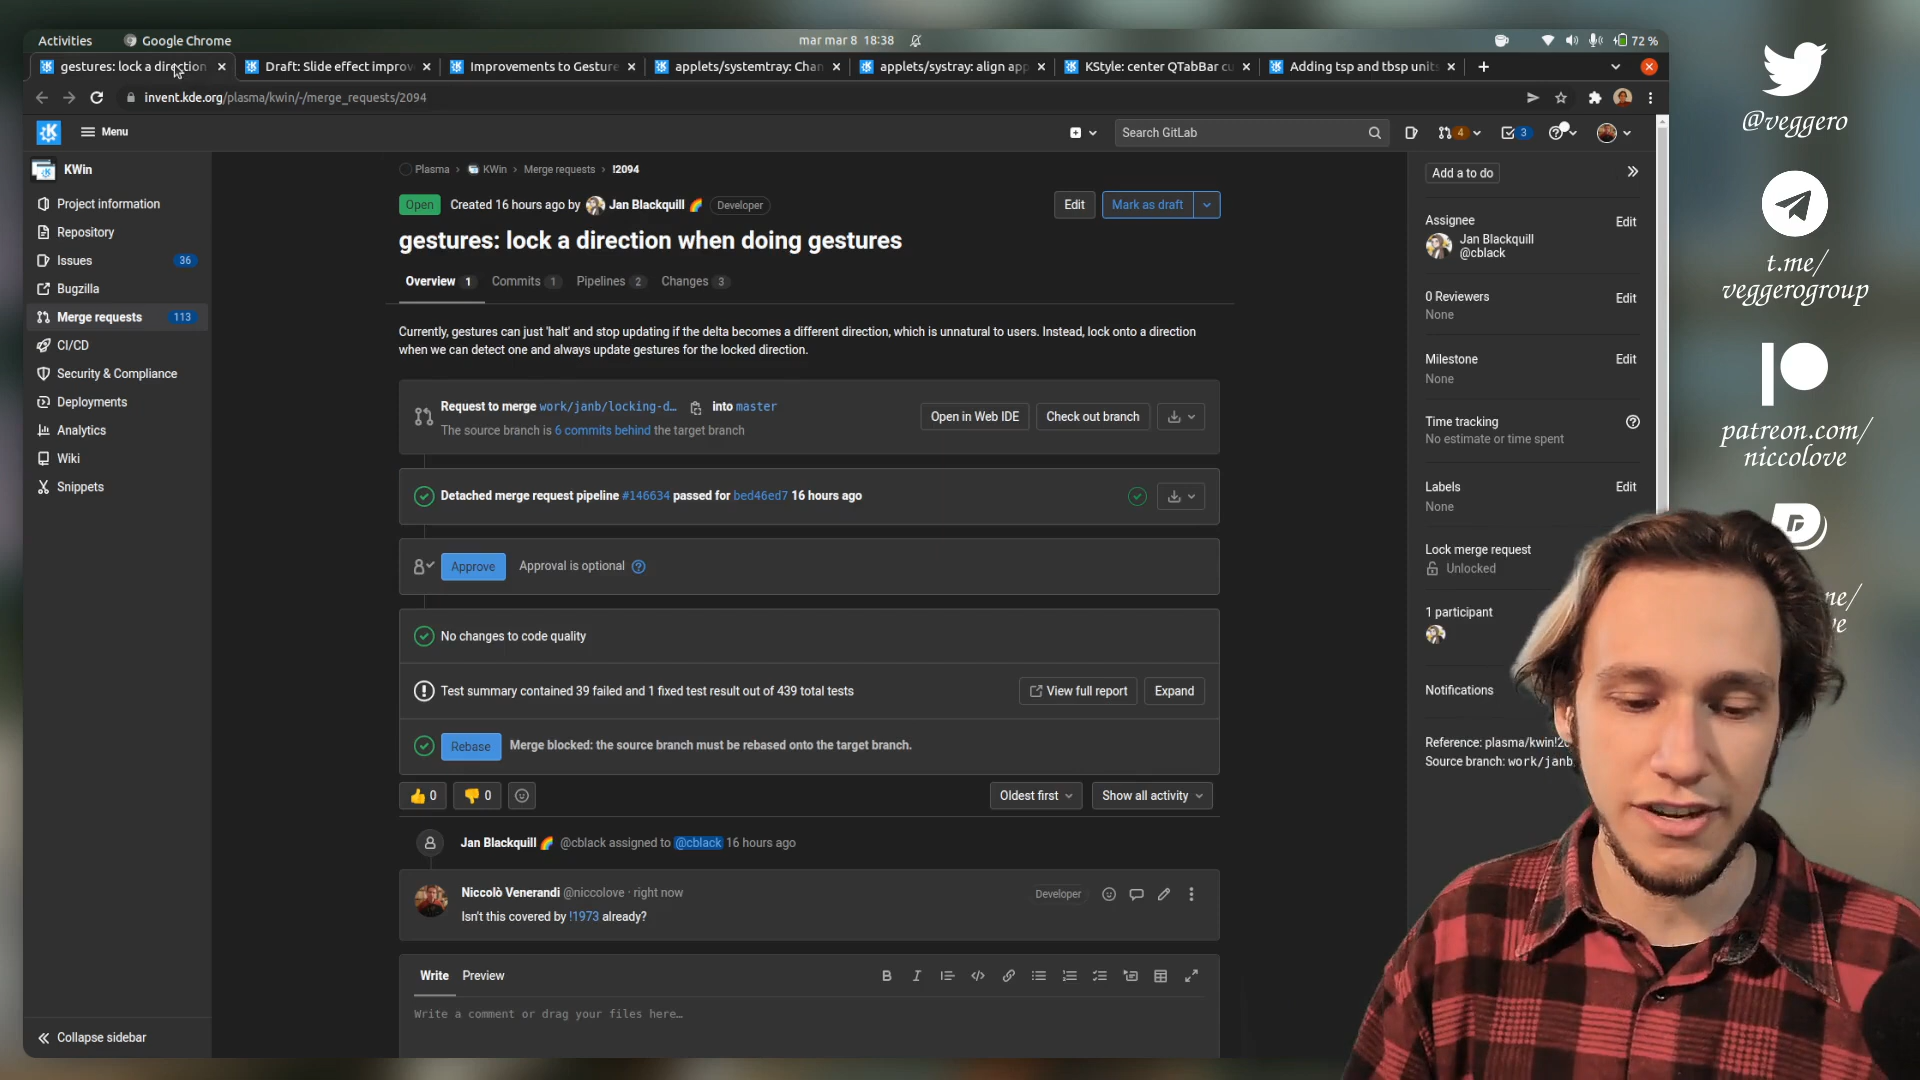 Activities
Google Chrome
mar mar 8 18:38
72 %
gestures: lock a direction
Draft: Slide effect improv
Improvements to Gesture
applets/systemtray: Chan
applets/systray: align app
KStyle: center QTabBar cu
Adding tsp and tbsp units
invent.kde.org/plasma/kwin/-/merge_requests/2094
Menu
Search GitLab
4
3
KWin
Project information
Repository
Issues
36
Bugzilla
Merge requests
113
CI/CD
Security & Compliance
Deployments
Analytics
Wiki
Snippets
Collapse sidebar
Plasma
KWin
Merge requests
!2094
Open
Created 16 hours ago by Jan Blackquill
Developer
Edit
Mark as draft
gestures: lock a direction when doing gestures
Overview 1
Commits 1
Pipelines 2
Changes 3
Currently, gestures can just 'halt' and stop updating if the delta becomes a different direction, which is unnatural to users. Instead, lock onto a direction
when we can detect one and always update gestures for the locked direction.
Request to merge work/janb/locking-d… into master
The source branch is 6 commits behind the target branch
Open in Web IDE
Check out branch
Detached merge request pipeline #146634 passed for bed46ed7 16 hours ago
Approve
Approval is optional
No changes to code quality
Test summary contained 39 failed and 1 fixed test result out of 439 total tests
View full report
Expand
Rebase
Merge blocked: the source branch must be rebased onto the target branch.
0
0
Oldest first
Show all activity
Jan Blackquill @cblack assigned to @cblack 16 hours ago
Niccolò Venerandi @niccolove · right now
Developer
Isn't this covered by !1973 already?
Write
Preview
Write a comment or drag your files here…
Add a to do
Assignee
Edit
Jan Blackquill
@cblack
0 Reviewers
Edit
None
Milestone
Edit
None
Time tracking
No estimate or time spent
Labels
Edit
None
Lock merge request
Unlocked
1 participant
Notifications
Reference: plasma/kwin!20
Source branch: work/janb
@veggero
t.me/
veggerogroup
patreon.com/
niccolove
ne/
ve